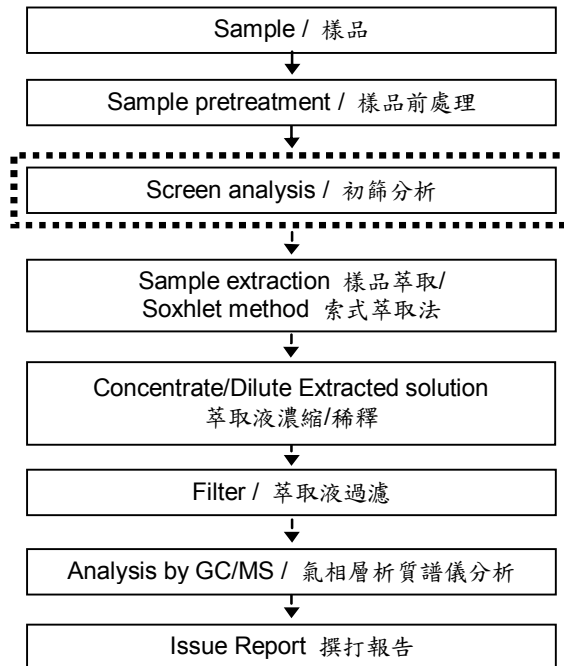 Sample / 樣品
Sample pretreatment / 樣品前處理
Screen analysis / 初篩分析
Sample extraction 樣品萃取/
Soxhlet method 索式萃取法
Concentrate/Dilute Extracted solution
萃取液濃縮/稀釋
Filter / 萃取液過濾
Analysis by GC/MS / 氣相層析質譜儀分析
Issue Report 撰打報告